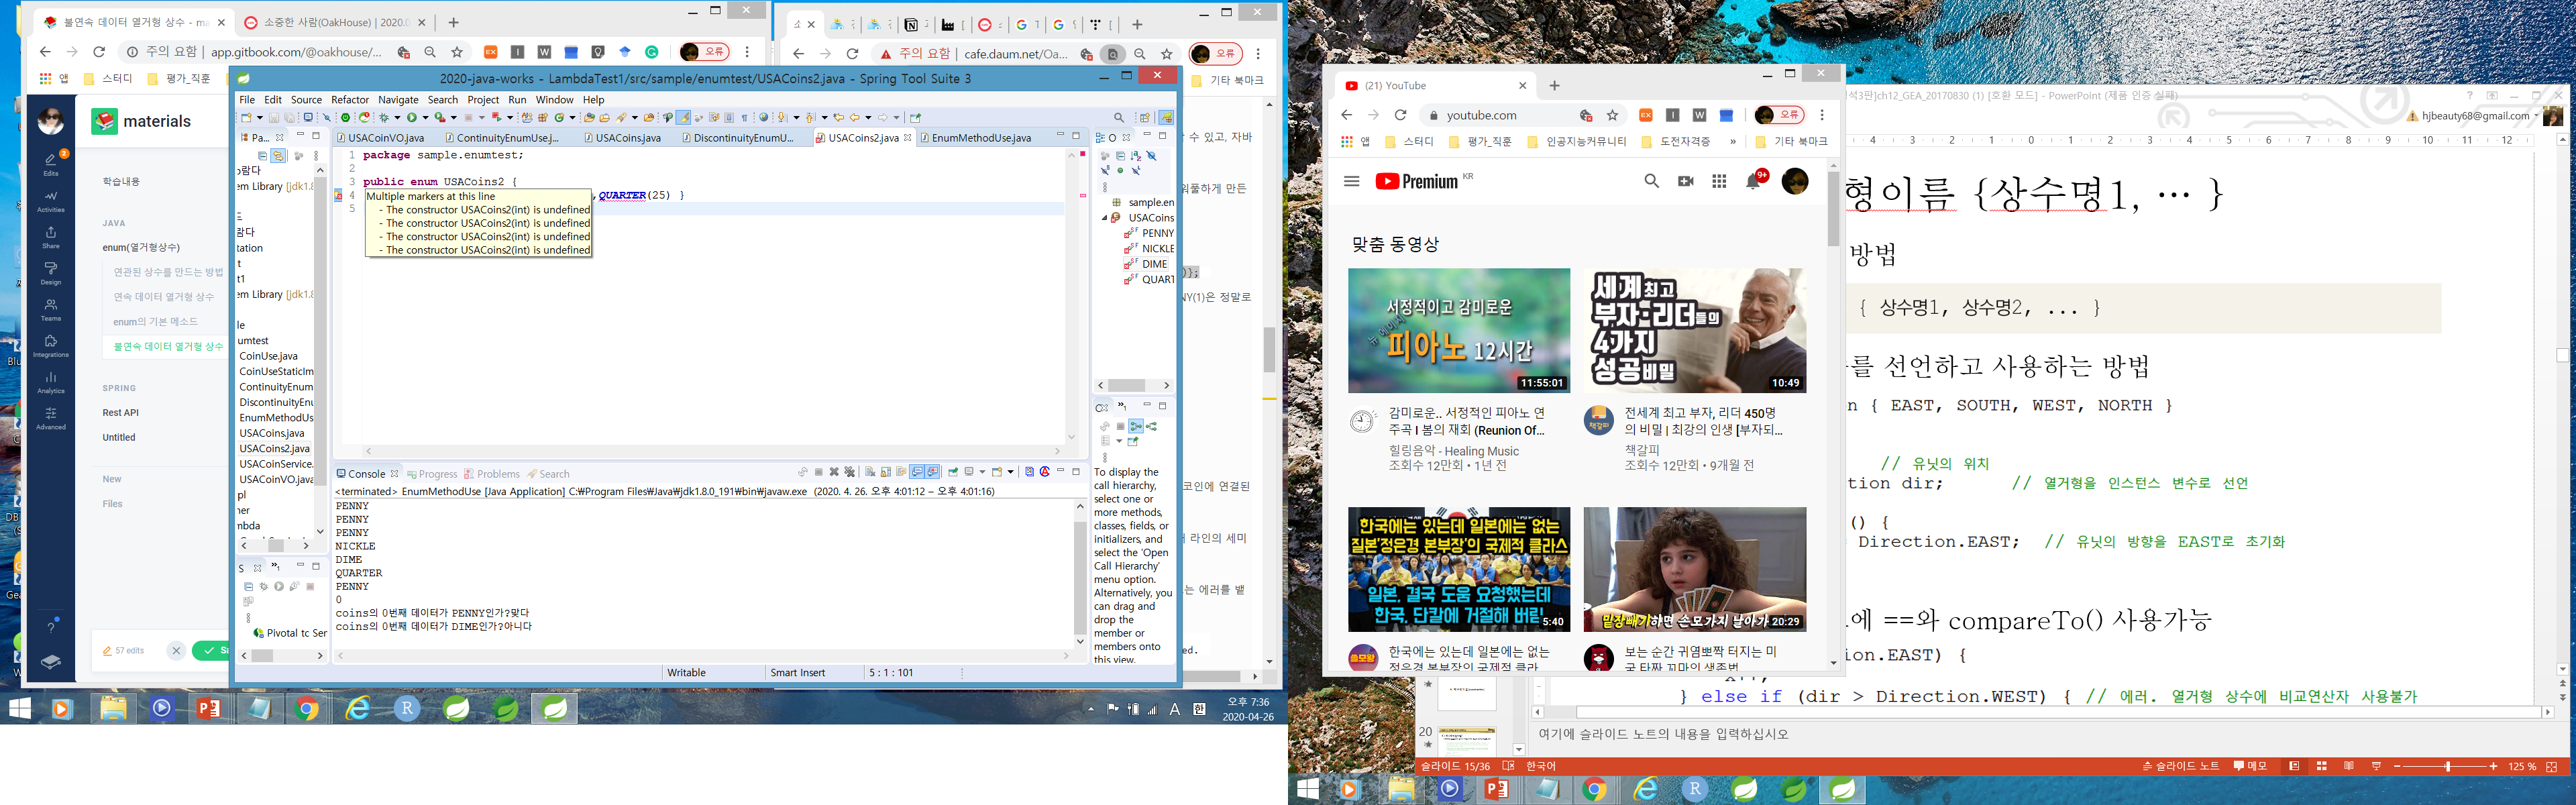 불연속 데이터 열거형 상수 - ma
소중한 사람(OakHouse) | 2020.0
주의 요함 | app.gitbook.com/@oakhouse/...
오류
앱 스터디 평가_직훈
주의 요함 | cafe.daum.net/Oa...
오류
기타 북마크
materials
Edits
Activities
Share
Design
Teams
Integrations
Analytics
Advanced
학습내용
JAVA
enum(열거형상수)
연관된 상수를 만드는 방법
연속 데이터 열거형 상수
enum의 기본 메소드
불연속 데이터 열거형 상수
SPRING
Rest API
Untitled
New
Files
57 edits
2020-java-works - LambdaTest1/src/sample/enumtest/USACoins2.java - Spring Tool Suite 3
File Edit Source Refactor Navigate Search Project Run Window Help
USACoinVO.java ContinuityEnumUse.j... USACoins.java DiscontinuityEnumU... USACoins2.java EnumMethodUse.java
1 package sample.enumtest;
2
3 public enum USACoins2 {
4 ,QUARTER(25) }
5
Multiple markers at this line
- The constructor USACoins2(int) is undefined
- The constructor USACoins2(int) is undefined
- The constructor USACoins2(int) is undefined
- The constructor USACoins2(int) is undefined
em Library [jdk1.8
tation
t1
em Library [jdk1.8
umtest
CoinUse.java
CoinUseStaticIm
ContinuityEnum
DiscontinuityEnu
EnumMethodUs
USACoins.java
USACoins2.java
USACoinService.
USACoinVO.java
mbda
Pivotal tc Ser
sample.en
USACoins
PENNY
NICKLE
DIME
QUART
To display the
call hierarchy,
select one or
more methods,
classes, fields, or
initializers, and
select the 'Open
Call Hierarchy'
menu option.
Alternatively, you
can drag and
drop the
member or
members onto
this view.
Console Progress Problems Search
<terminated> EnumMethodUse [Java Application] C:₩Program Files₩Java₩jdk1.8.0_191₩bin₩javaw.exe (2020. 4. 26. 오후 4:01:12 – 오후 4:01:16)
PENNY
PENNY
PENNY
NICKLE
DIME
QUARTER
PENNY
0
coins의 0번째 데이터가 PENNY인가?맞다
coins의 0번째 데이터가 DIME인가?아니다
Writable Smart Insert 5 : 1 : 101
수 있고, 자바
NY(1)은 정말로
코인에 연결된
라인의 세미
는 에러를 뱉
오후 7:36
2020-04-26
(21) YouTube
youtube.com
오류
앱 스터디 평가_직훈 인공지능커뮤니티 도전자격증 » 기타 북마크
Premium KR
9+
맞춤 동영상
서정적이고 감미로운
피아노 12시간
11:55:01
세계 최고
부자·리더들의
4가지
성공비밀
10:49
감미로운.. 서정적인 피아노 연
주곡 I 봄의 재회 (Reunion Of...
힐링음악 - Healing Music
조회수 12만회 • 1년 전
전세계 최고 부자, 리더 450명
의 비밀 | 최강의 인생 [부자되...
책갈피
조회수 12만회 • 9개월 전
한국에는 있는데 일본에는 없는
질본'정은경 본부장'의 국제적 클라스
일본, 결국 도움 요청했는데
한국, 단칼에 거절해 버린
5:40
밑장빼기하면 손모가지 날아가
20:29
한국에는 있는데 일본에는 없는
정은경 본부장의 국제적 클라
보는 순간 귀염뽀짝 터지는 미
국 타짜 꼬마의 생존법
3판]ch12_GEA_20170830 (1) [호환 모드] - PowerPoint (제품 인증 실패)
hjbeauty68@gmail.com
형이름 {상수명1, … }
방법
{ 상수명1, 상수명2, ... }
를 선언하고 사용하는 방법
n { EAST, SOUTH, WEST, NORTH }
// 유닛의 위치
tion dir; // 열거형을 인스턴스 변수로 선언
() {
Direction.EAST; // 유닛의 방향을 EAST로 초기화
에 ==와 compareTo() 사용가능
ion.EAST) {
} else if (dir > Direction.WEST) { // 에러. 열거형 상수에 비교연산자 사용불가
20
여기에 슬라이드 노트의 내용을 입력하십시오
슬라이드 15/36 한국어 슬라이드 노트 메모 125 %